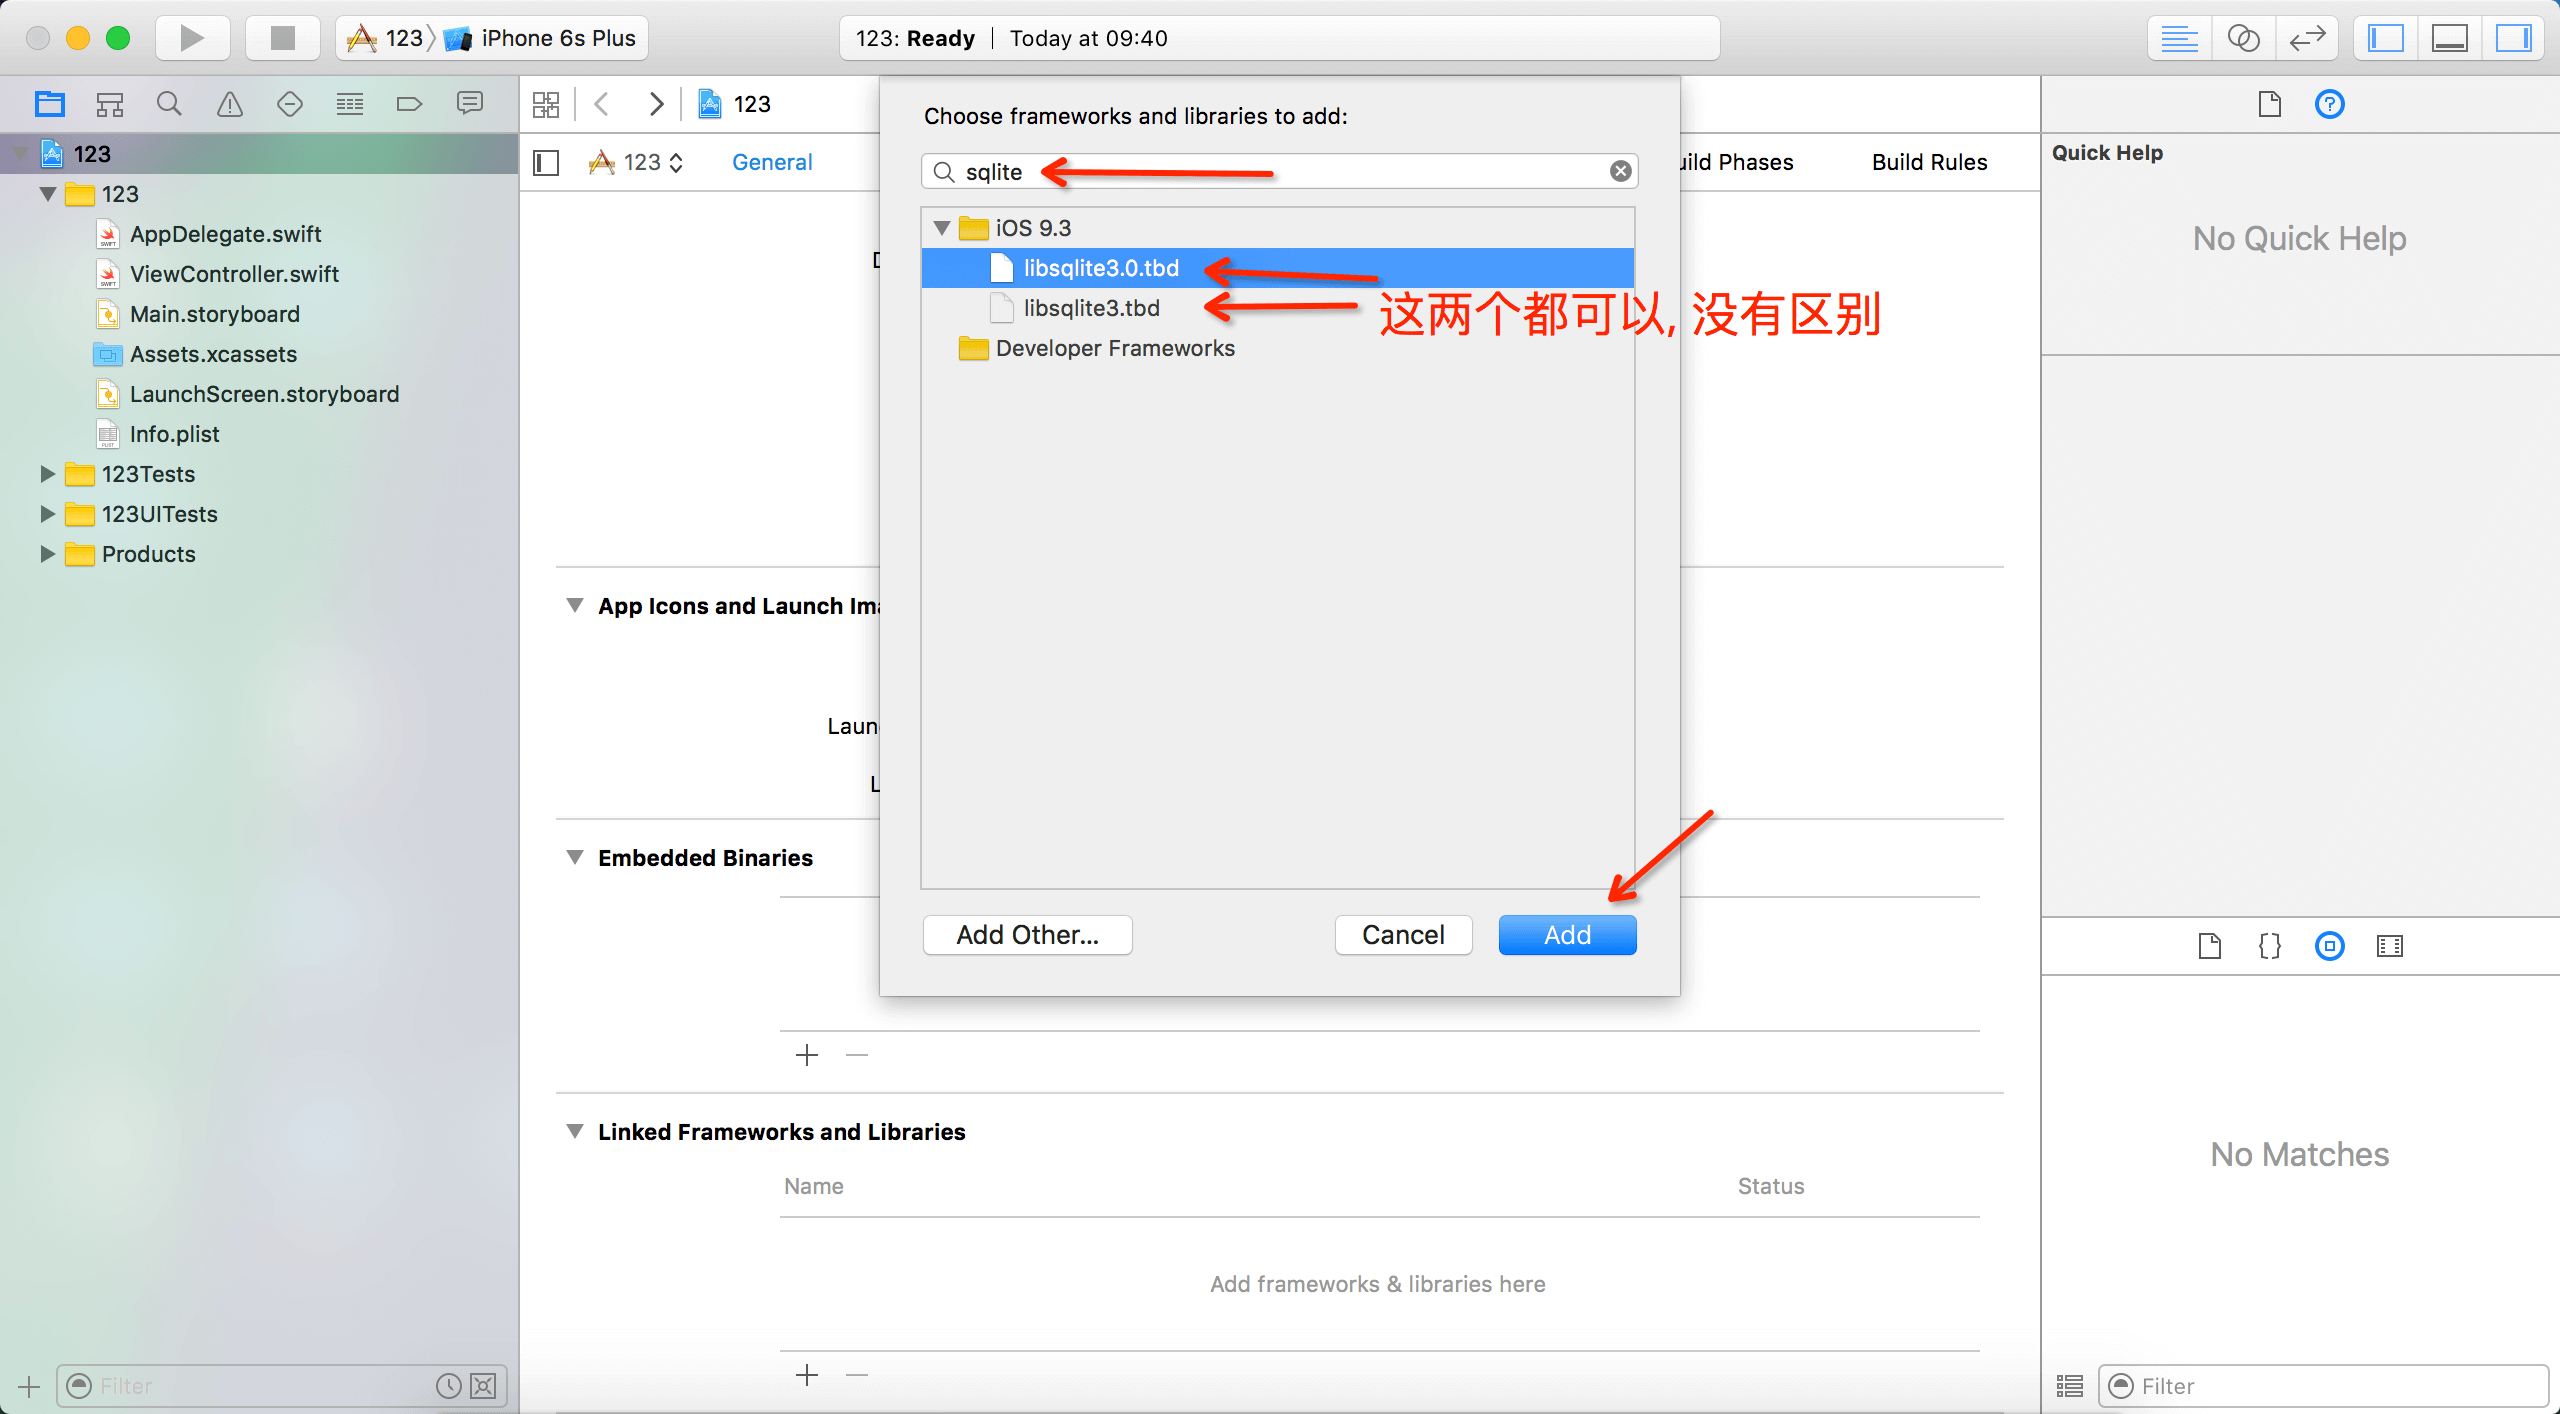 123
iPhone 6s Plus
123: Ready
Today at 09:40
123
123
AppDelegate.swift
ViewController.swift
Main.storyboard
Assets.xcassets
LaunchScreen.storyboard
Info.plist
123Tests
123UITests
Products
Filter
123
123
General
Build Rules
Choose frameworks and libraries to add:
sqlite
iOS 9.3
libsqlite3.0.tbd
libsqlite3.tbd
Developer Frameworks
这两个都可以, 没有区别
Add Other...
Cancel
Add
uild Phases
App Icons and Launch Ima
Laun
L
Embedded Binaries
Linked Frameworks and Libraries
Name
Status
Add frameworks & libraries here
Quick Help
No Quick Help
No Matches
Filter